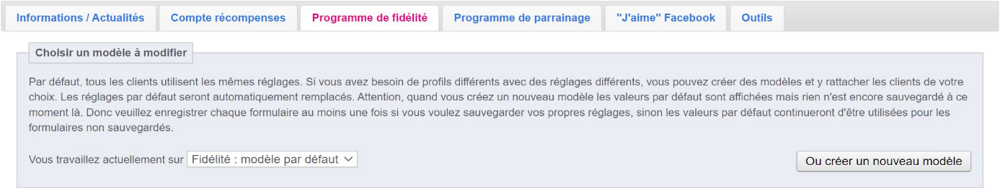 Informations / Actualités Compte récompenses Programme de fidélité Programme de parrainage "J'aime" Facebook Outils
Choisir un modèle à modifier
Par défaut, tous les clients utilisent les mêmes réglages. Si vous avez besoin de profils différents avec des réglages différents, vous pouvez créer des modèles et y rattacher les clients de votre
choix. Les réglages par défaut seront automatiquement remplacés. Attention, quand vous créez un nouveau modèle les valeurs par défaut sont affichées mais rien n'est encore sauvegardé à ce
moment là. Donc veuillez enregistrer chaque formulaire au moins une fois si vous voulez sauvegarder vos propres réglages, sinon les valeurs par défaut continueront d'être utilisées pour les
formulaires non sauvegardés.
Vous travaillez actuellement sur Fidélité : modèle par défaut Ou créer un nouveau modèle